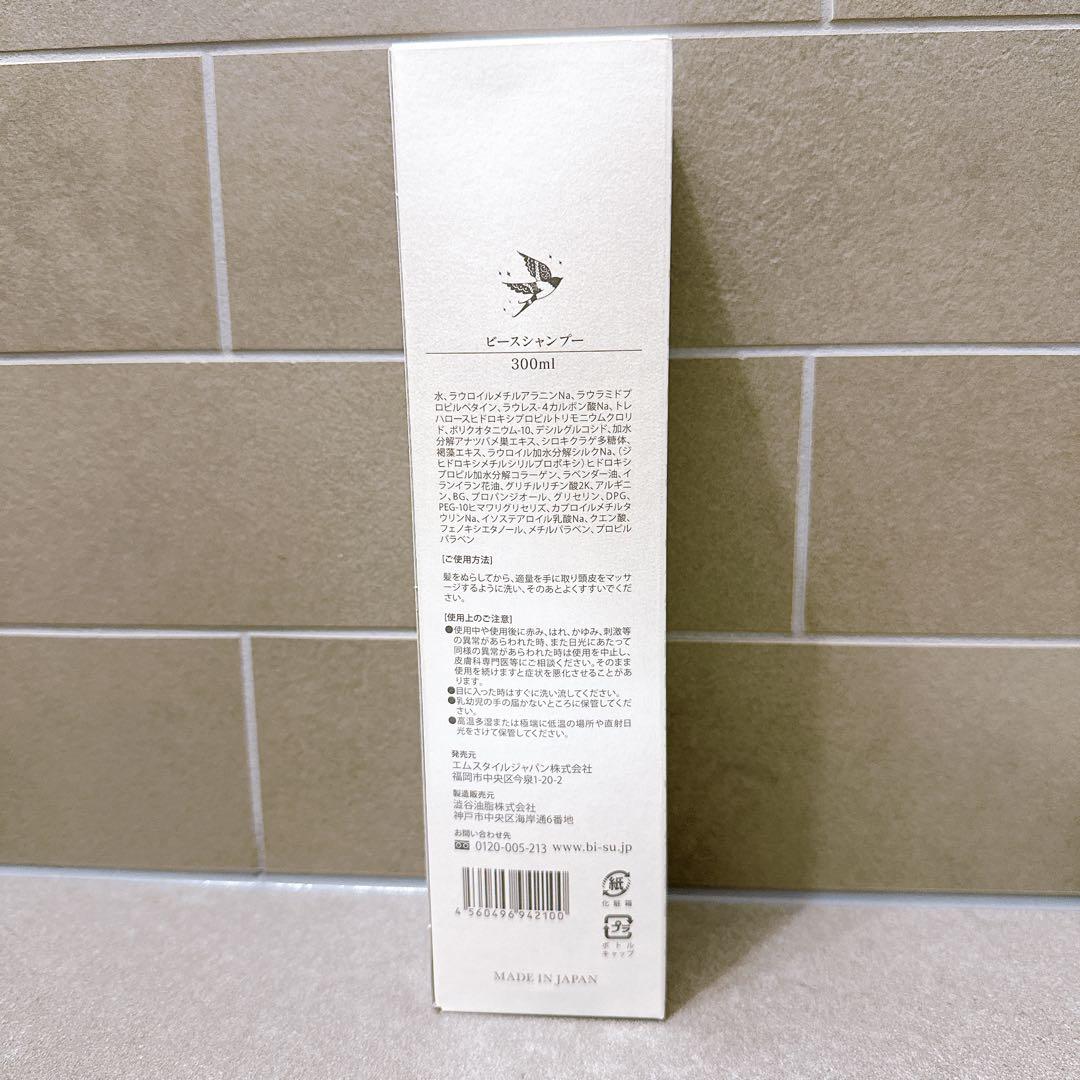 ビースシャンプー
300ml
水、ラウロイルメチルアラニンNa、ラウラミドプ
ロピルベタイン、ラウレス-4カルボン酸Na、トレ
ハロースヒドロキシプロピルトリモニウムクロリ
ド、ポリクオタニウム-10、デシルグルコシド、加水
分解アナツバメ巣エキス、シロキクラゲ多糖体、
褐藻エキス、ラウロイル加水分解シルクNa、（ジ
ヒドロキシメチルシリルプロポキシ）ヒドロキシ
プロピル加水分解コラーゲン、ラベンダー油、イ
ランイラン花油、グリチルリチン酸2K、アルギニ
ン、BG、プロパンジオール、グリセリン、DPG、
PEG-10ヒマワリグリセリズ、カプロイルメチルタ
ウリンNa、イソステアロイル乳酸Na、クエン酸、
フェノキシエタノール、メチルパラベン、プロピル
パラベン
[ご使用方法]
髪をぬらしてから、適量を手に取り頭皮をマッサ
ージするように洗い、そのあとよくすすいでくだ
さい。
[使用上のご注意]
●使用中や使用後に赤み、はれ、かゆみ、刺激等
の異常があらわれた時、また日光にあたって
同様の異常があらわれた時は使用を中止し、
皮膚科専門医等にご相談ください。そのまま
使用を続けますと症状を悪化させることがあ
ります。
●目に入った時はすぐに洗い流してください。
●乳幼児の手の届かないところに保管してくだ
さい。
●高温多湿または極端に低温の場所や直射日
光をさけて保管してください。
発売元
エムスタイルジャパン株式会社
福岡市中央区今泉1-20-2
製造販売元
澁谷油脂株式会社
神戸市中央区海岸通6番地
お問い合わせ先
0120-005-213 www.bi-su.jp
4 560496 942100
紙
化粧箱
プラ
ボトル
キャップ
MADE IN JAPAN